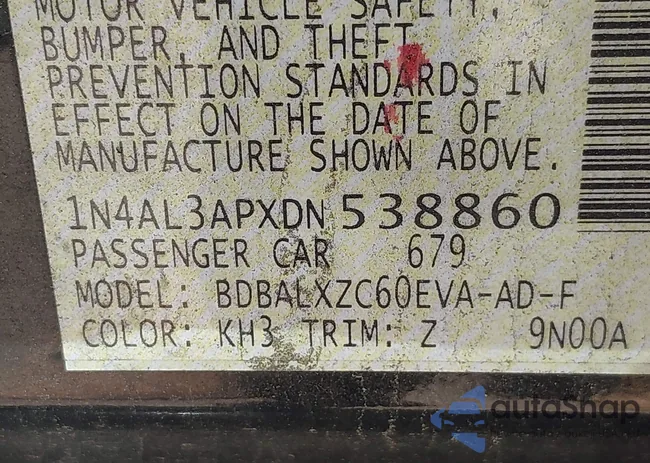 MOTOR VEHICLE SAFETY,
BUMPER, AND THEFT
PREVENTION STANDARDS IN
EFFECT ON THE DATE OF
MANUFACTURE SHOWN ABOVE.
1N4AL3APXDN538860
PASSENGER CAR 679
MODEL: BDBALXZC60EVA-AD-F
COLOR: KH3 TRIM: Z 9N00A
autoShap